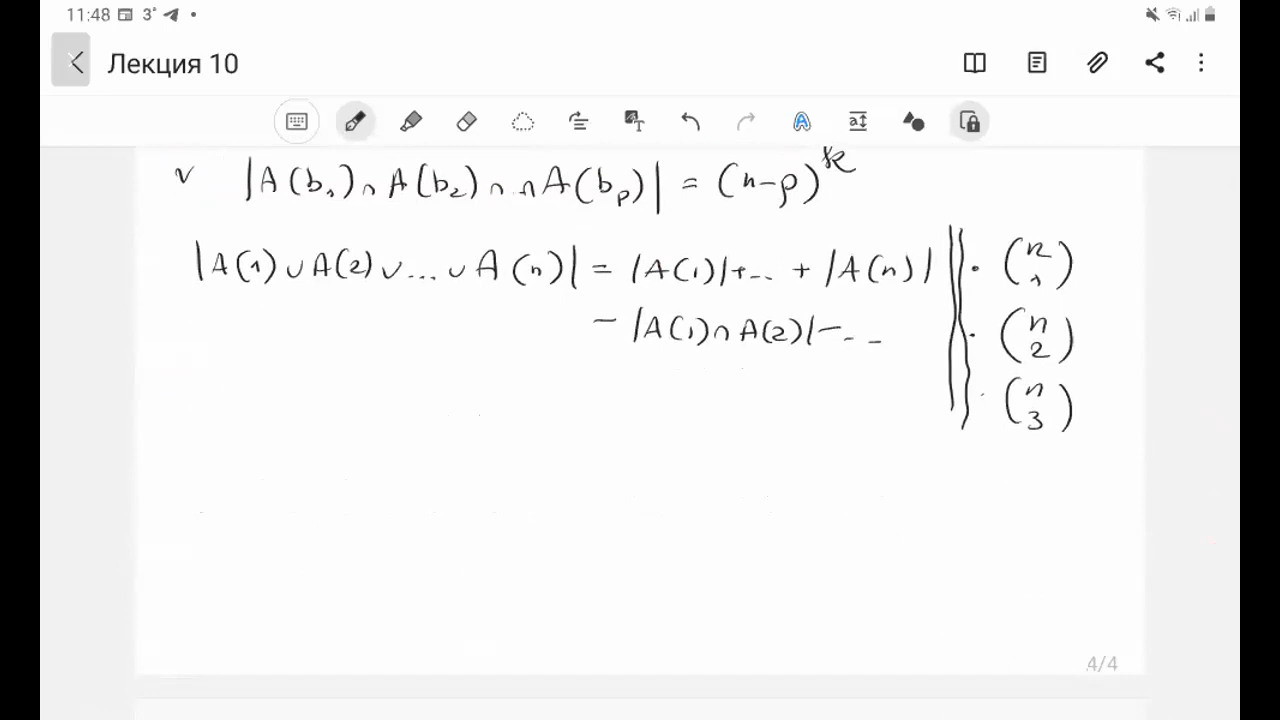 11:48 3°
Лекция 10
∨ |A(b₁)∩A(b₂)∩ ∩A(bₚ)| = (n-p)ᵏ
|A(1)∪A(2)∪...∪A(n)| = |A(1)|+... + |A(n)| || · (n 1)
- |A(1)∩A(2)|-... · (n 2)
· (n 3)
4/4